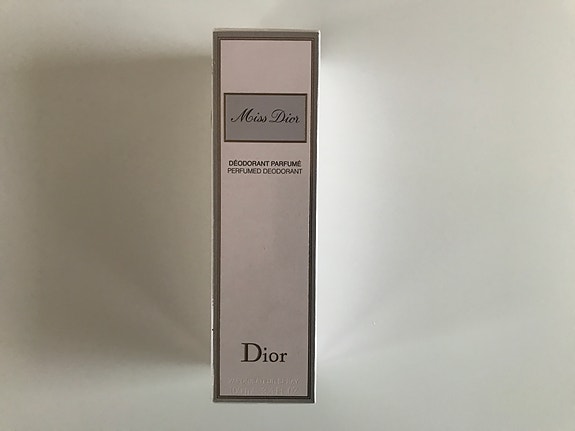 Miss Dior
DÉODORANT PARFUMÉ
PERFUMED DEODORANT
Dior